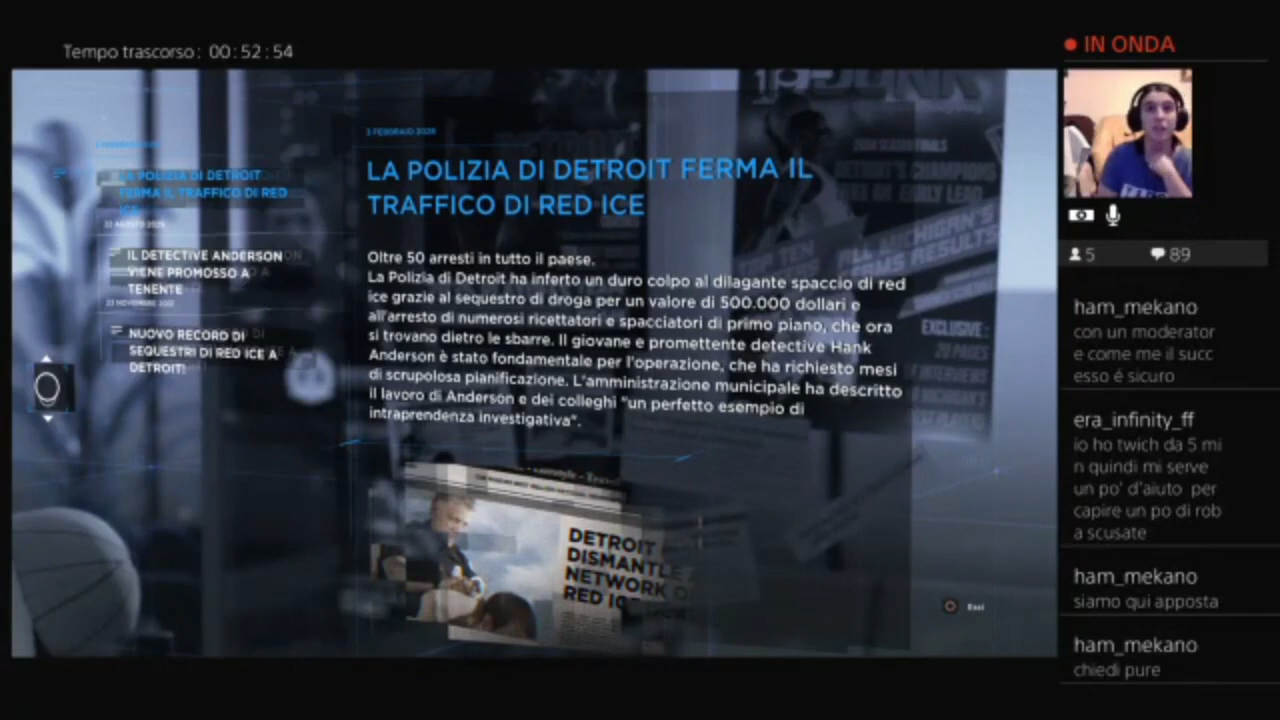 Tempo trascorso: 00:52:54
IN ONDA
5
89
ham_mekano
con un moderator
e come me il succ
esso é sicuro
era_infinity_ff
io ho twich da 5 mi
n quindi mi serve
un po' d'aiuto per
capire un po di rob
a scusate
ham_mekano
siamo qui apposta
ham_mekano
chiedi pure
LA POLIZIA DI DETROIT
FERMA IL TRAFFICO DI RED
ICE
IL DETECTIVE ANDERSON
VIENE PROMOSSO A
TENENTE
NUOVO RECORD DI
SEQUESTRI DI RED ICE A
DETROIT!
LA POLIZIA DI DETROIT FERMA IL
TRAFFICO DI RED ICE
Oltre 50 arresti in tutto il paese.
La Polizia di Detroit ha inferto un duro colpo al dilagante spaccio di red
ice grazie al sequestro di droga per un valore di 500.000 dollari e
all'arresto di numerosi ricettatori e spacciatori di primo piano, che ora
si trovano dietro le sbarre. Il giovane e promettente detective Hank
Anderson è stato fondamentale per l'operazione, che ha richiesto mesi
di scrupolosa pianificazione. L'amministrazione municipale ha descritto
il lavoro di Anderson e dei colleghi "un perfetto esempio di
intraprendenza investigativa".
DETROIT
DISMANTLE
NETWORK O
RED IC
EXCLUSIVE:
20 PAGES
Esci